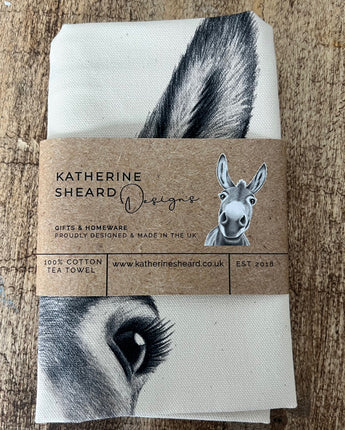 KATHERINE
SHEARD Designs
GIFTS & HOMEWARE
PROUDLY DESIGNED & MADE IN THE UK
100% COTTON
TEA TOWEL
www.katherinesheard.co.uk
EST 2018